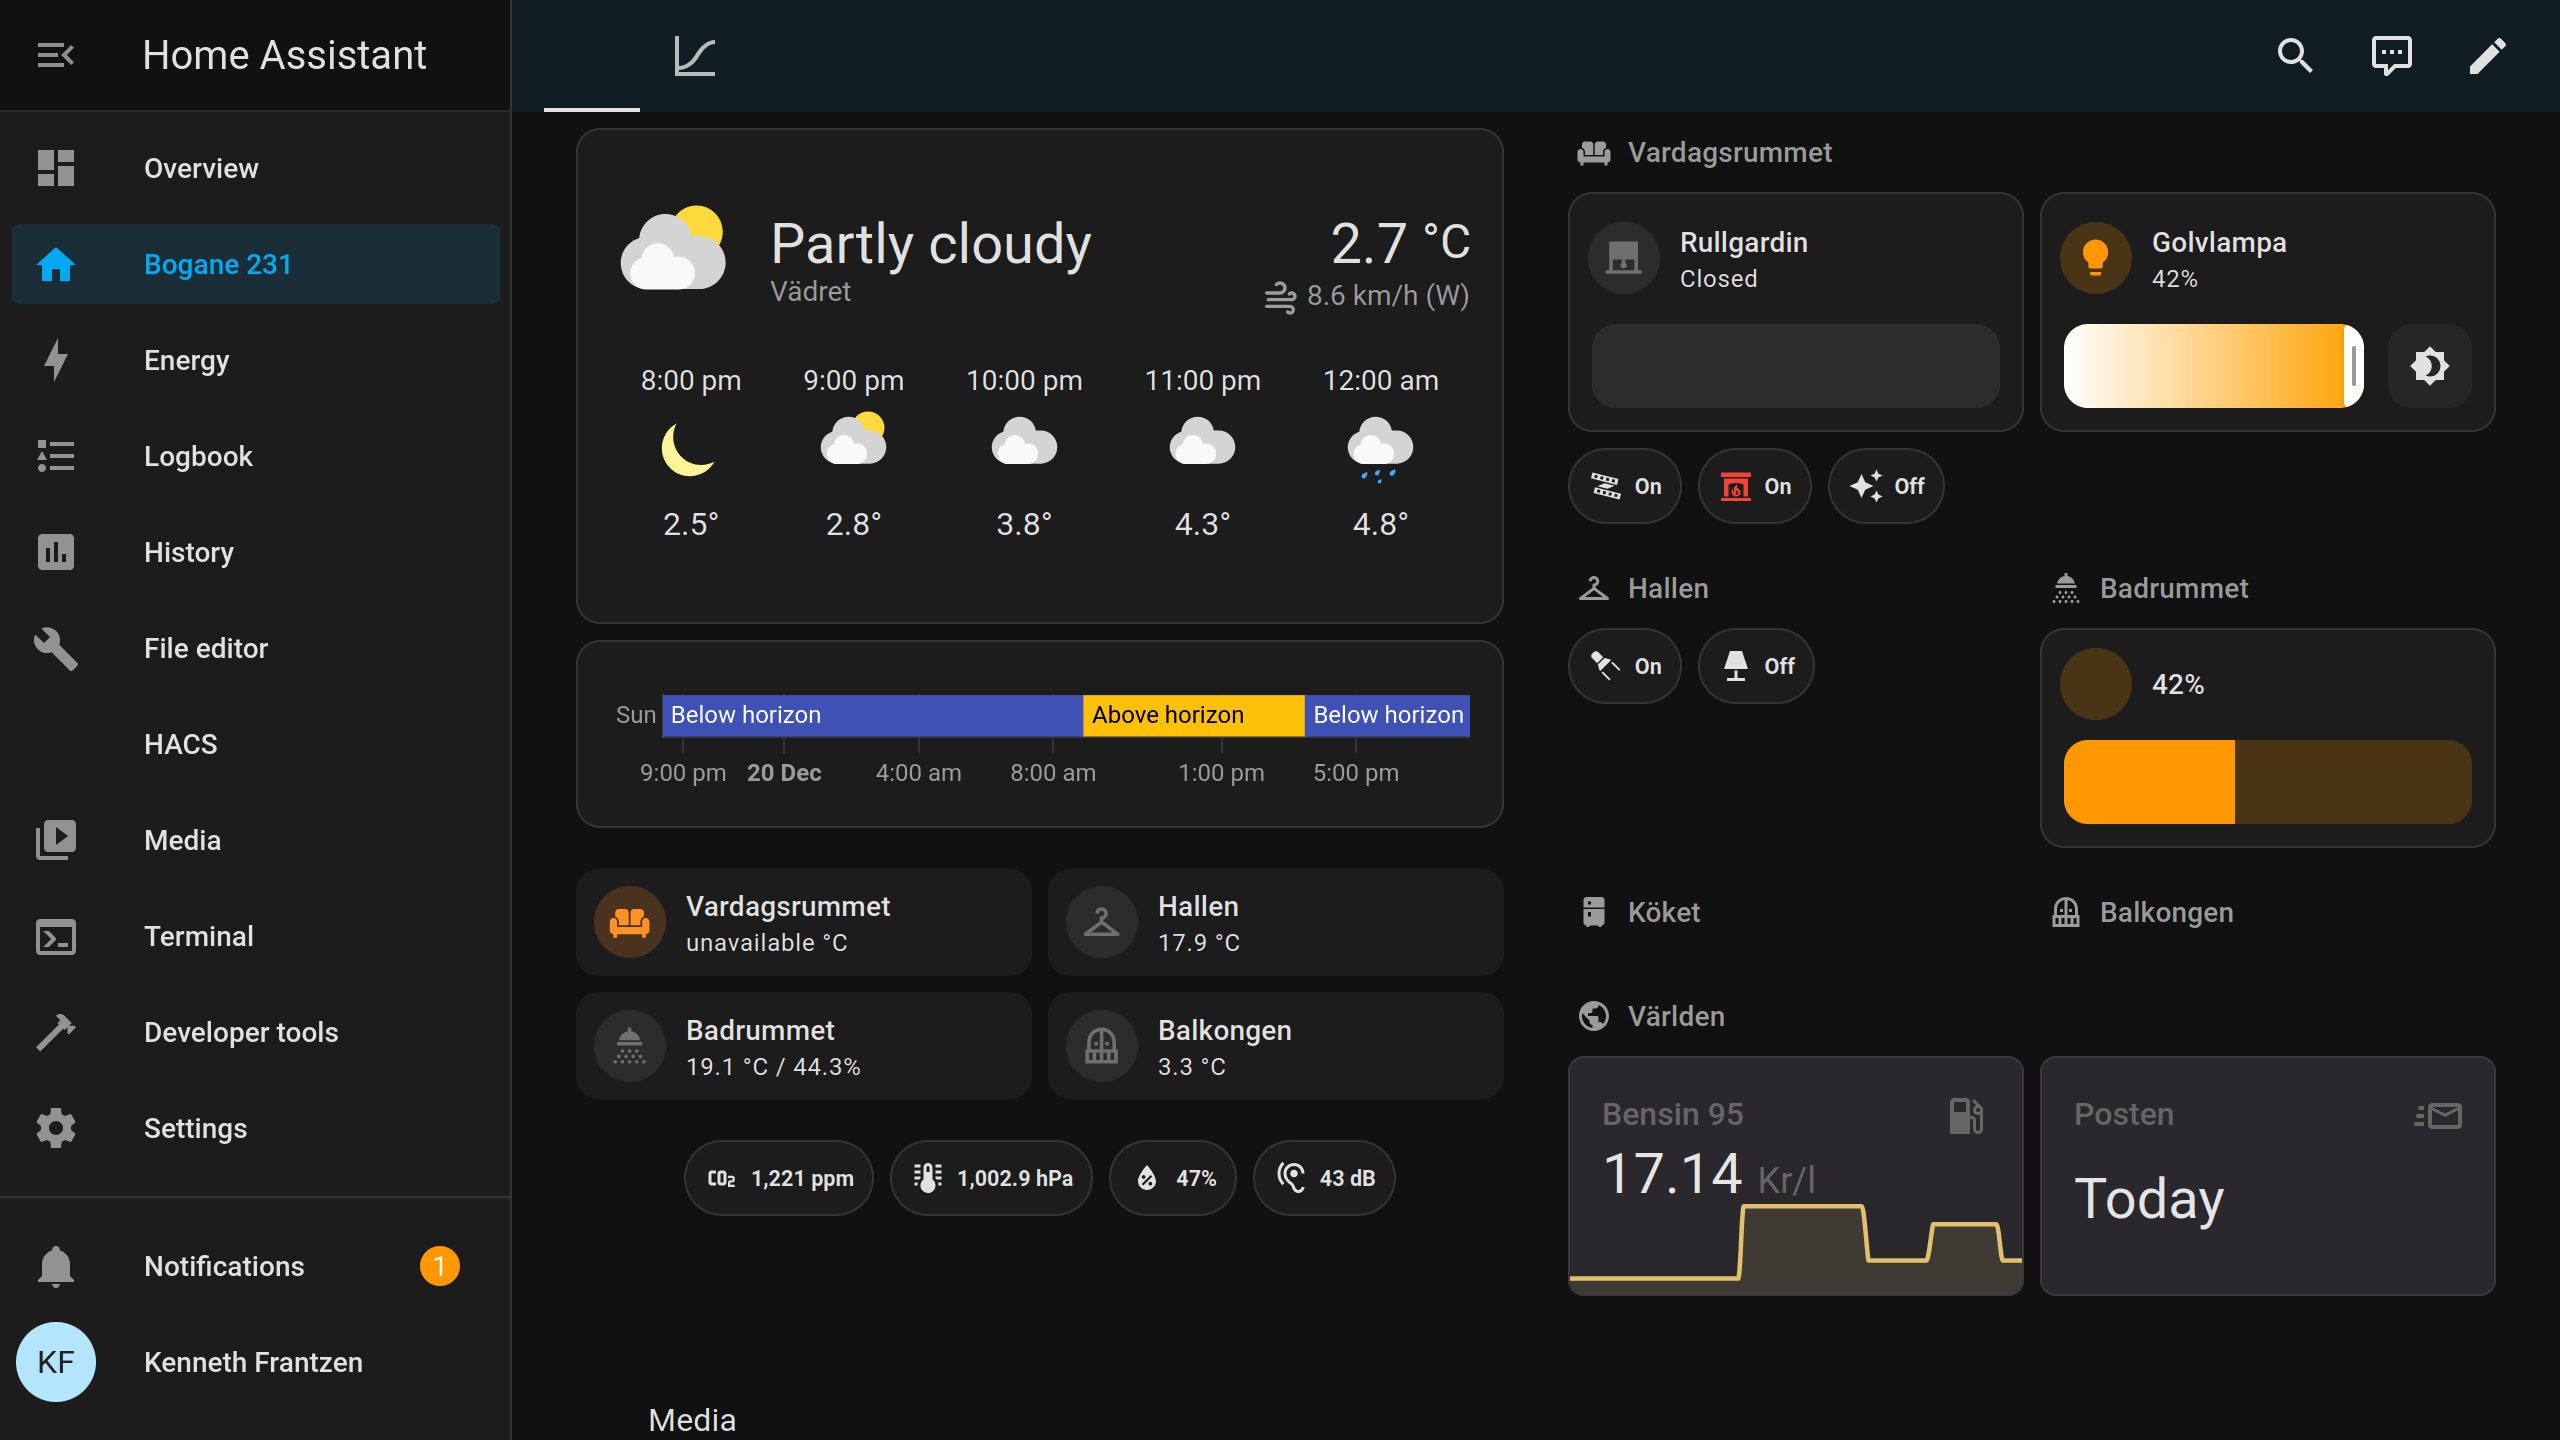 Home Assistant
Overview
Bogane 231
Energy
Logbook
History
File editor
HACS
Media
Terminal
Developer tools
Settings
Notifications 1
KF Kenneth Frantzen
Partly cloudy
Vädret
2.7 °C
8.6 km/h (W)
8:00 pm 9:00 pm 10:00 pm 11:00 pm 12:00 am
2.5° 2.8° 3.8° 4.3° 4.8°
Sun Below horizon Above horizon Below horizon
9:00 pm 20 Dec 4:00 am 8:00 am 1:00 pm 5:00 pm
Vardagsrummet
unavailable °C
Hallen
17.9 °C
Badrummet
19.1 °C / 44.3%
Balkongen
3.3 °C
CO2 1,221 ppm 1,002.9 hPa 47% 43 dB
Media
Vardagsrummet
Rullgardin
Closed
Golvlampa
42%
On On Off
Hallen
On Off
Badrummet
42%
Köket
Balkongen
Världen
Bensin 95
17.14 Kr/l
Posten
Today